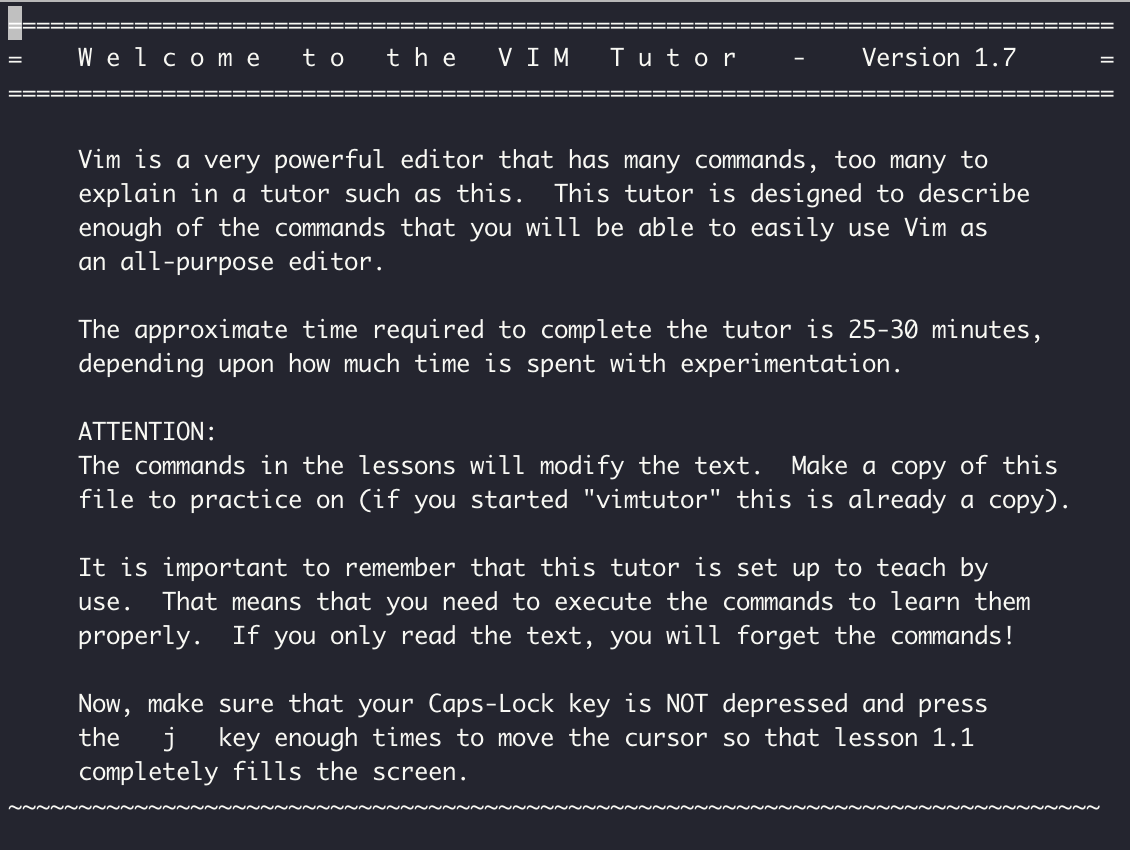 ===============================================================================
=    W e l c o m e   t o   t h e   V I M   T u t o r    -    Version 1.7      =
===============================================================================
Vim is a very powerful editor that has many commands, too many to
explain in a tutor such as this.  This tutor is designed to describe
enough of the commands that you will be able to easily use Vim as
an all-purpose editor.
The approximate time required to complete the tutor is 25-30 minutes,
depending upon how much time is spent with experimentation.
ATTENTION:
The commands in the lessons will modify the text.  Make a copy of this
file to practice on (if you started "vimtutor" this is already a copy).
It is important to remember that this tutor is set up to teach by
use.  That means that you need to execute the commands to learn them
properly.  If you only read the text, you will forget the commands!
Now, make sure that your Caps-Lock key is NOT depressed and press
the   j   key enough times to move the cursor so that lesson 1.1
completely fills the screen.
~~~~~~~~~~~~~~~~~~~~~~~~~~~~~~~~~~~~~~~~~~~~~~~~~~~~~~~~~~~~~~~~~~~~~~~~~~~~~~